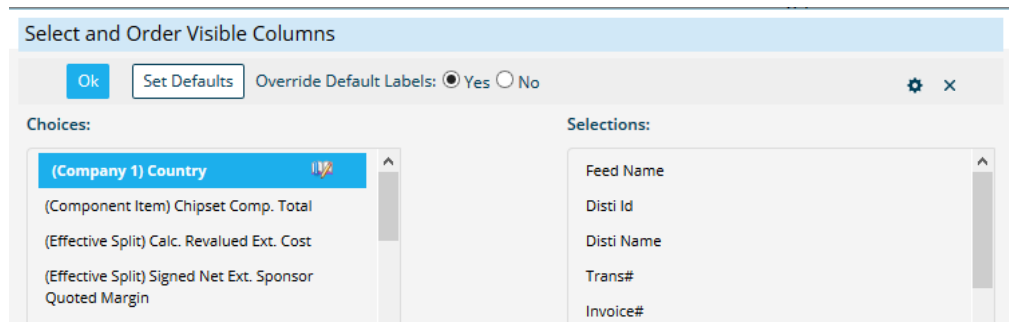 Select and Order Visible Columns
Ok Set Defaults Override Default Labels: Yes No
Choices: Selections:
(Company 1) Country
(Component Item) Chipset Comp. Total
(Effective Split) Calc. Revalued Ext. Cost
(Effective Split) Signed Net Ext. Sponsor
Quoted Margin
Feed Name
Disti Id
Disti Name
Trans#
Invoice#